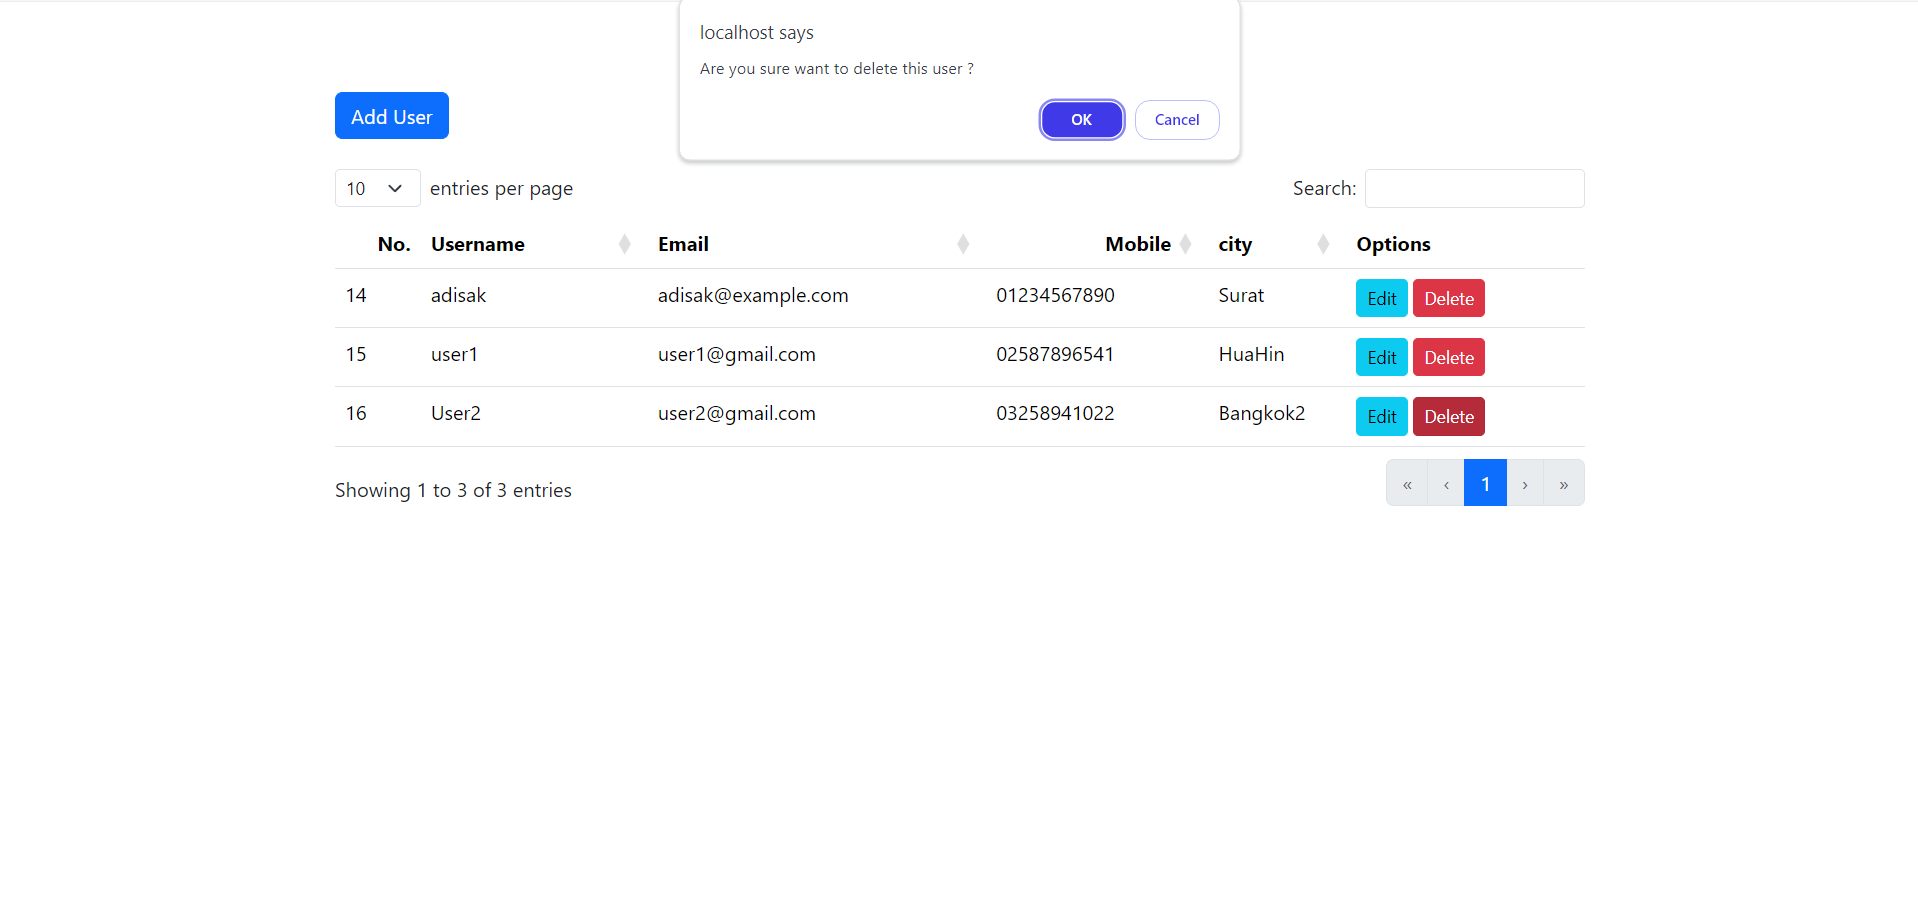 localhost says
Are you sure want to delete this user ?
OK Cancel
Add User
10 entries per page Search:
No. Username Email Mobile city Options
14 adisak adisak@example.com 01234567890 Surat Edit Delete
15 user1 user1@gmail.com 02587896541 HuaHin Edit Delete
16 User2 user2@gmail.com 03258941022 Bangkok2 Edit Delete
Showing 1 to 3 of 3 entries « ‹ 1 › »